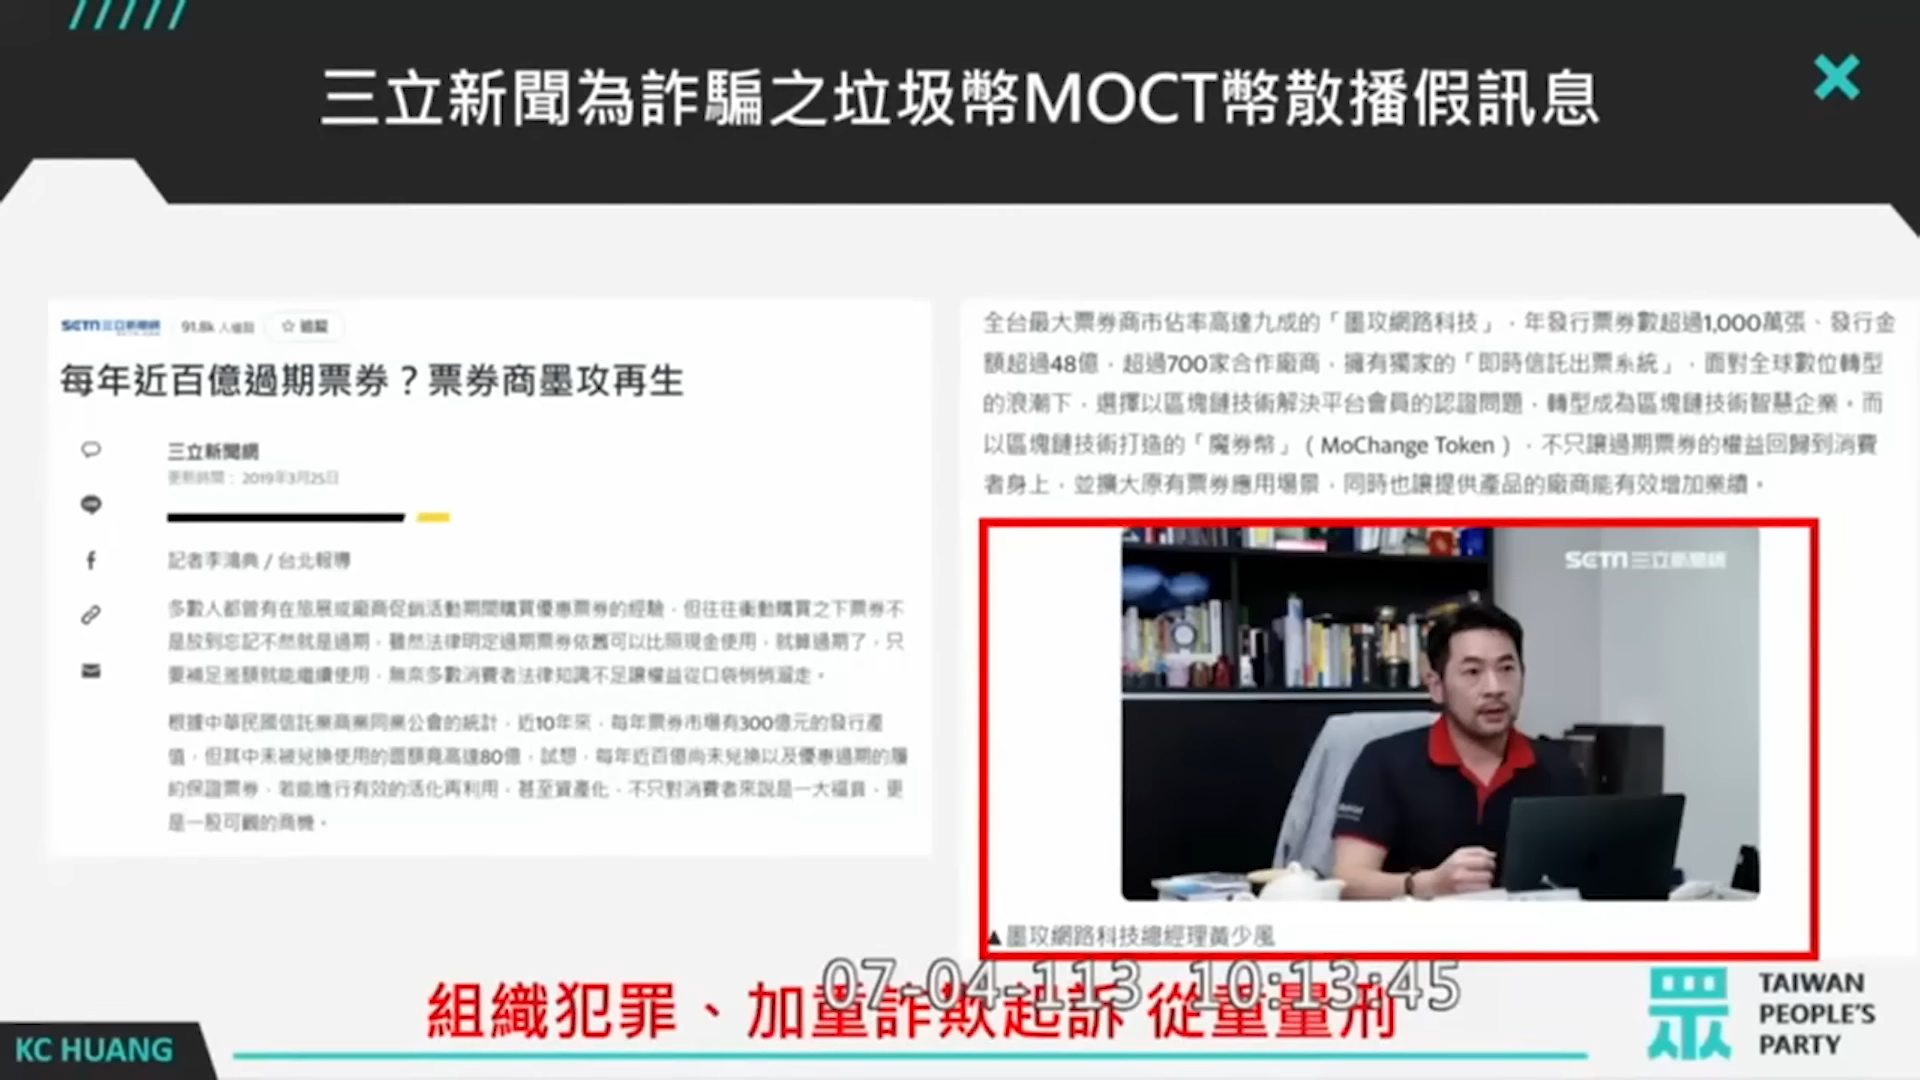 三立新聞為詐騙之垃圾幣MOCT幣散播假訊息
SETN三立新聞網 91.8k 人追蹤 ☆ 追蹤
每年近百億過期票券？票券商墨攻再生
三立新聞網
更新時間：2019年3月25日
記者李鴻典／台北報導
多數人都曾有在旅展或廠商促銷活動期間購買優惠票券的經驗，但往往衝動購買之下票券不
是放到忘記不然就是過期，雖然法律明定過期票券依舊可以比照現金使用，就算過期了，只
要補足差額就能繼續使用，無奈多數消費者法律知識不足讓權益從口袋悄悄溜走。
根據中華民國信託業商業同業公會的統計，近10年來，每年票券市場有300億元的發行產
值，但其中未被兌換使用的面額竟高達80億，試想，每年近百億尚未兌換以及優惠過期的履
約保證票券，若能進行有效的活化再利用，甚至資產化，不只對消費者來說是一大福音，更
是一股可觀的商機。
全台最大票券商市佔率高達九成的「墨攻網路科技」，年發行票券數超過1,000萬張、發行金
額超過48億，超過700家合作廠商，擁有獨家的「即時信託出票系統」，面對全球數位轉型
的浪潮下，選擇以區塊鏈技術解決平台會員的認證問題，轉型成為區塊鏈技術智慧企業。而
以區塊鏈技術打造的「魔券幣」（MoChange Token），不只讓過期票券的權益回歸到消費
者身上，並擴大原有票券應用場景，同時也讓提供產品的廠商能有效增加業績。
SETN三立新聞網
▲墨攻網路科技總經理黃少風
07-04-113 10:13:45
組織犯罪、加重詐欺起訴 從重量刑
KC HUANG
眾
TAIWAN
PEOPLE'S
PARTY